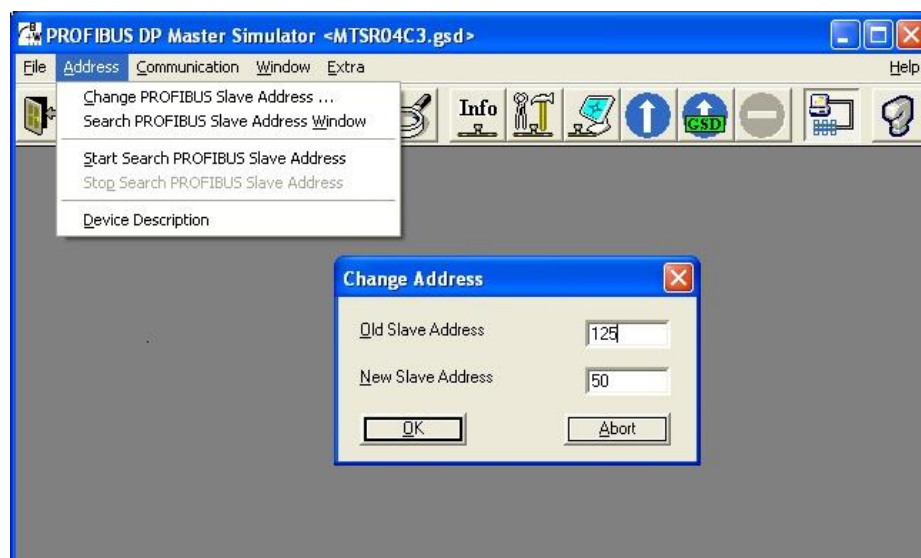 PROFIBUS DP Master Simulator <MTSR04C3.gsd>
File Address Communication Window Extra Help
Change PROFIBUS Slave Address ...
Search PROFIBUS Slave Address Window
Start Search PROFIBUS Slave Address
Stop Search PROFIBUS Slave Address
Device Description
Info
GSD
Change Address
Old Slave Address 125
New Slave Address 50
OK Abort